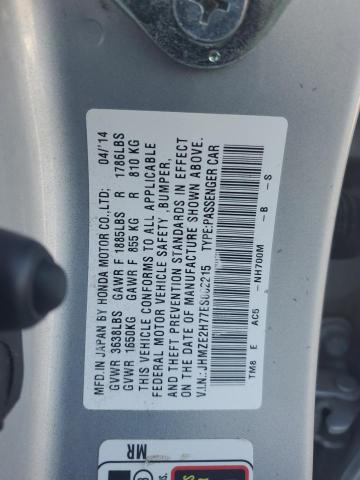 MFD.IN JAPAN BY HONDA MOTOR CO.,LTD; 04/'14
GVWR 3638LBS GAWR F 1885LBS R 1786LBS
GVWR 1650KG GAWR F 855 KG R 810 KG
THIS VEHICLE CONFORMS TO ALL APPLICABLE
FEDERAL MOTOR VEHICLE SAFETY, BUMPER,
AND THEFT PREVENTION STANDARDS IN EFFECT
ON THE DATE OF MANUFACTURE SHOWN ABOVE.
V.I.N.: JHMZE2H77ES002215 TYPE:PASSENGER CAR
TM8 E AC5 -NH700M -B -S
MR